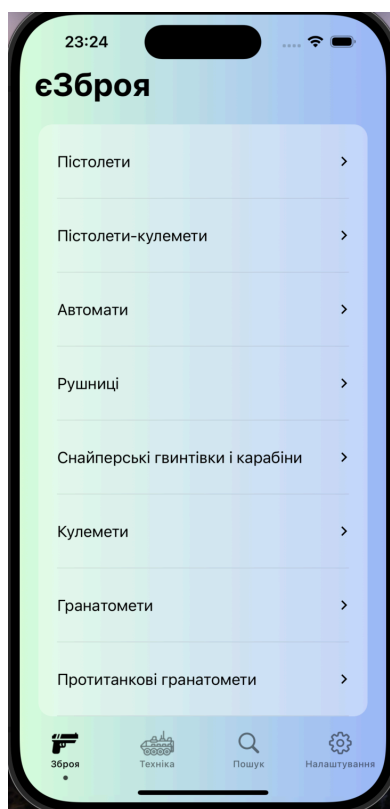 23:24
єЗброя
Пістолети
Пістолети-кулемети
Автомати
Рушниці
Снайперські гвинтівки і карабіни
Кулемети
Гранатомети
Протитанкові гранатомети
Зброя
Техніка
Пошук
Налаштування